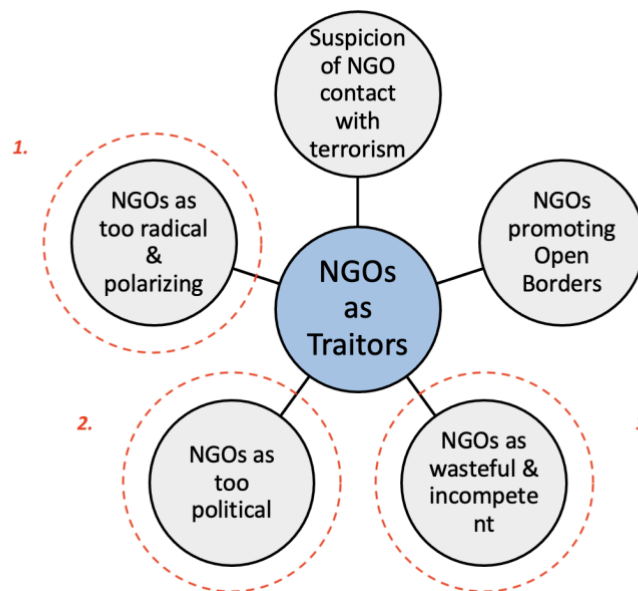 Suspicion
of NGO
contact
with
terrorism
1.
NGOs as
too radical
&
polarizing
NGOs
promoting
Open
Borders
NGOs
as
Traitors
2.
NGOs as
too
political
NGOs as
wasteful &
incompete
nt